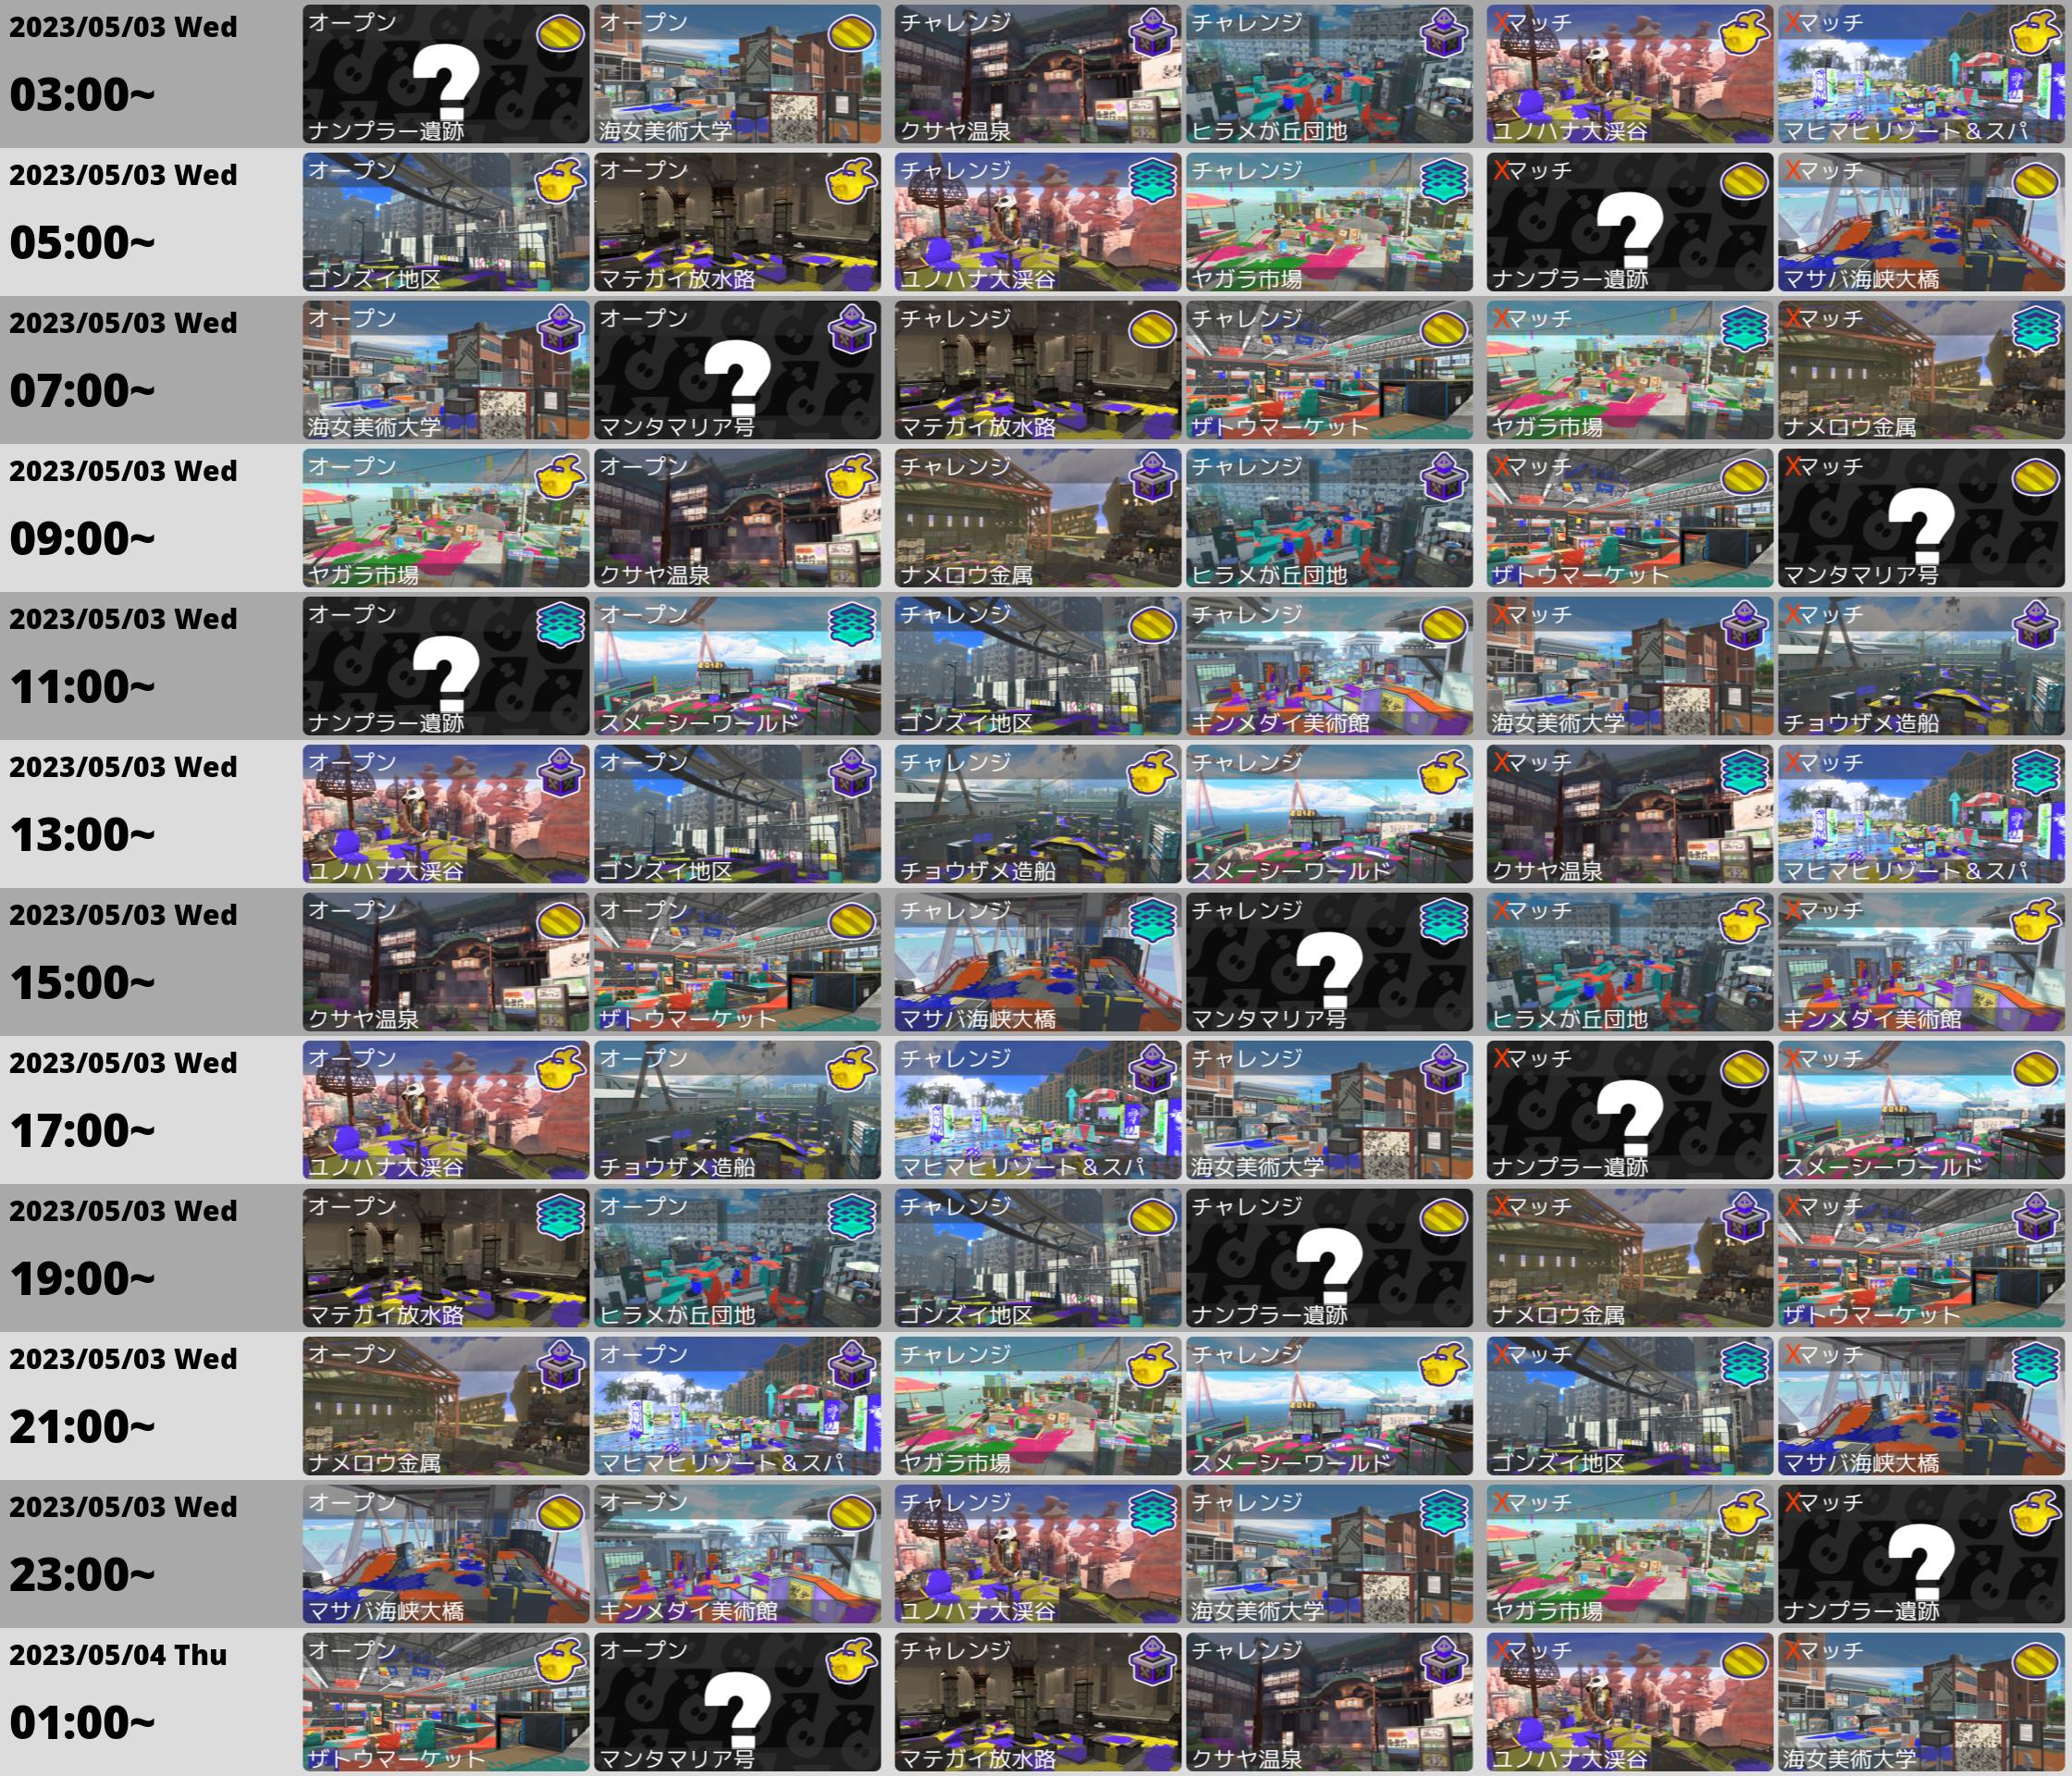 2023/05/03 Wed
03:00~
オープン オープン チャレンジ チャレンジ Xマッチ Xマッチ
ナンプラー遺跡 海女美術大学 クサヤ温泉 ヒラメが丘団地 ユノハナ大渓谷 マヒマヒリゾート&スパ
2023/05/03 Wed
05:00~
オープン オープン チャレンジ チャレンジ Xマッチ Xマッチ
ゴンズイ地区 マテガイ放水路 ユノハナ大渓谷 ヤガラ市場 ナンプラー遺跡 マサバ海峡大橋
2023/05/03 Wed
07:00~
オープン オープン チャレンジ チャレンジ Xマッチ Xマッチ
海女美術大学 マンタマリア号 マテガイ放水路 ザトウマーケット ヤガラ市場 ナメロウ金属
2023/05/03 Wed
09:00~
オープン オープン チャレンジ チャレンジ Xマッチ Xマッチ
ヤガラ市場 クサヤ温泉 ナメロウ金属 ヒラメが丘団地 ザトウマーケット マンタマリア号
2023/05/03 Wed
11:00~
オープン オープン チャレンジ チャレンジ Xマッチ Xマッチ
ナンプラー遺跡 スメーシーワールド ゴンズイ地区 キンメダイ美術館 海女美術大学 チョウザメ造船
2023/05/03 Wed
13:00~
オープン オープン チャレンジ チャレンジ Xマッチ Xマッチ
ユノハナ大渓谷 ゴンズイ地区 チョウザメ造船 スメーシーワールド クサヤ温泉 マヒマヒリゾート&スパ
2023/05/03 Wed
15:00~
オープン オープン チャレンジ チャレンジ Xマッチ Xマッチ
クサヤ温泉 ザトウマーケット マサバ海峡大橋 マンタマリア号 ヒラメが丘団地 キンメダイ美術館
2023/05/03 Wed
17:00~
オープン オープン チャレンジ チャレンジ Xマッチ Xマッチ
ユノハナ大渓谷 チョウザメ造船 マヒマヒリゾート&スパ 海女美術大学 ナンプラー遺跡 スメーシーワールド
2023/05/03 Wed
19:00~
オープン オープン チャレンジ チャレンジ Xマッチ Xマッチ
マテガイ放水路 ヒラメが丘団地 ゴンズイ地区 ナンプラー遺跡 ナメロウ金属 ザトウマーケット
2023/05/03 Wed
21:00~
オープン オープン チャレンジ チャレンジ Xマッチ Xマッチ
ナメロウ金属 マヒマヒリゾート&スパ ヤガラ市場 スメーシーワールド ゴンズイ地区 マサバ海峡大橋
2023/05/03 Wed
23:00~
オープン オープン チャレンジ チャレンジ Xマッチ Xマッチ
マサバ海峡大橋 キンメダイ美術館 ユノハナ大渓谷 海女美術大学 ヤガラ市場 ナンプラー遺跡
2023/05/04 Thu
01:00~
オープン オープン チャレンジ チャレンジ Xマッチ Xマッチ
ザトウマーケット マンタマリア号 マテガイ放水路 クサヤ温泉 ユノハナ大渓谷 海女美術大学